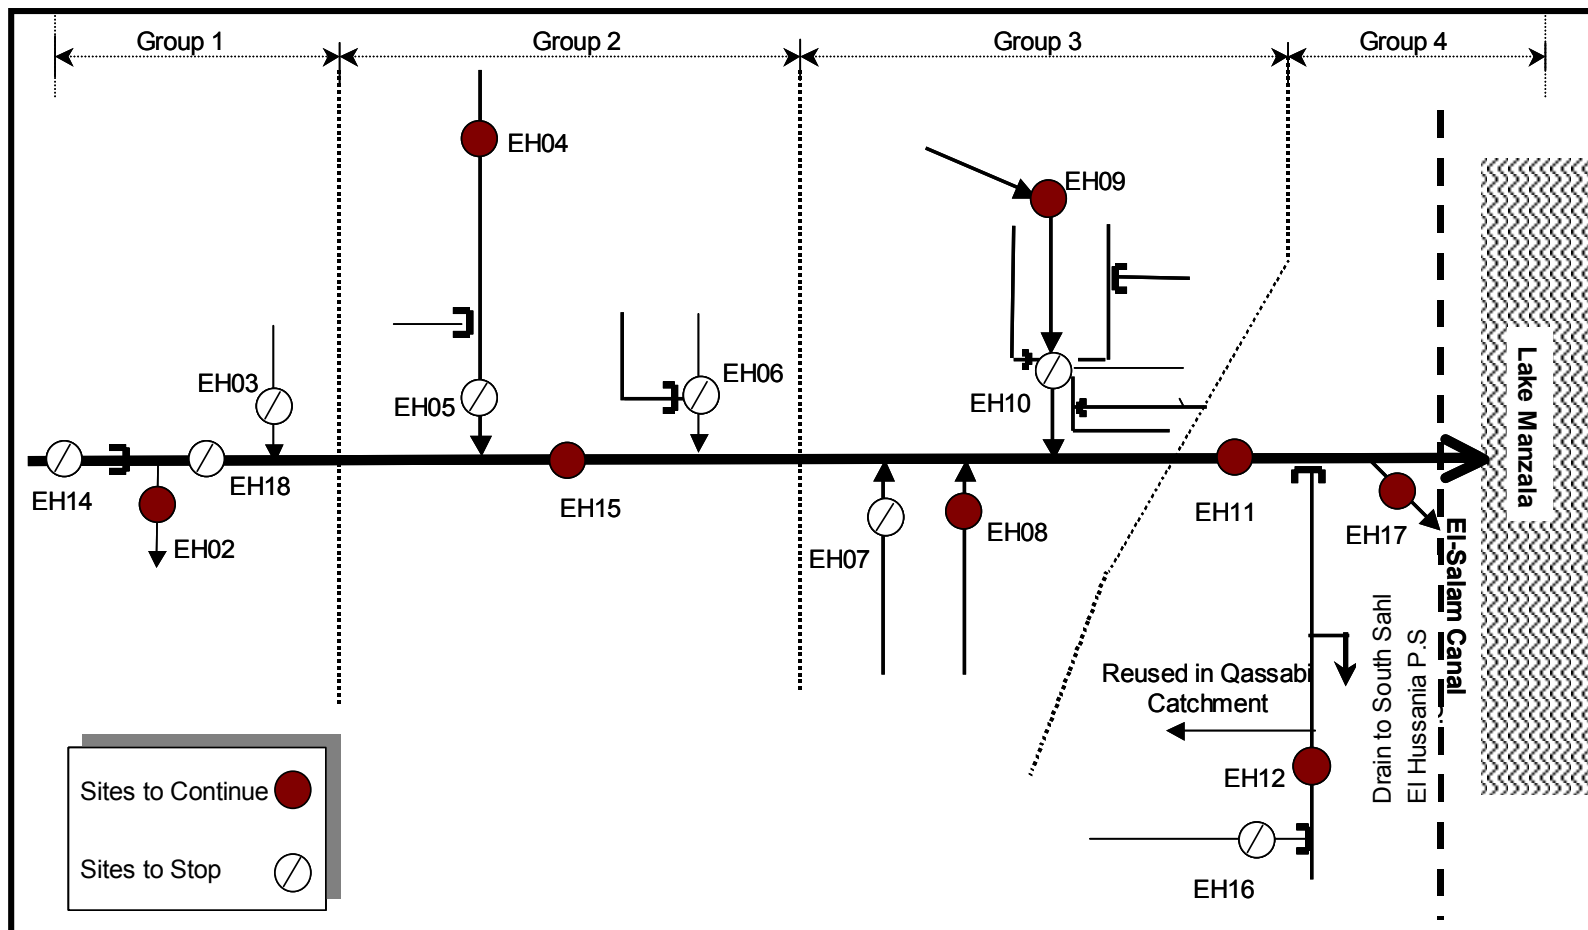 Group 1
Group 2
Group 3
Group 4
EH04
EH09
EH03
EH05
EH06
EH10
EH14
EH18
EH02
EH15
EH07
EH08
EH11
EH17
Lake Manzala
El-Salam Canal
Drain to South Sahl
El Hussania P.S
Reused in Qassabi
Catchment
EH12
EH16
Sites to Continue
Sites to Stop